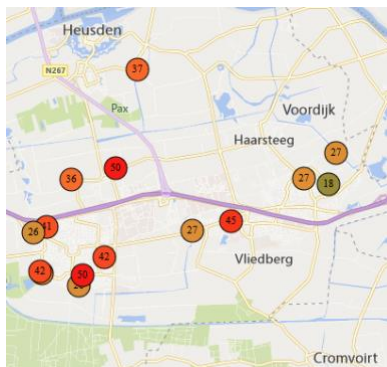 Heusden
37
N267
Pax
Voordijk
Haarsteeg
27
50
36
27
18
45
41
26
27
42
Vliedberg
42
50
Cromvoirt